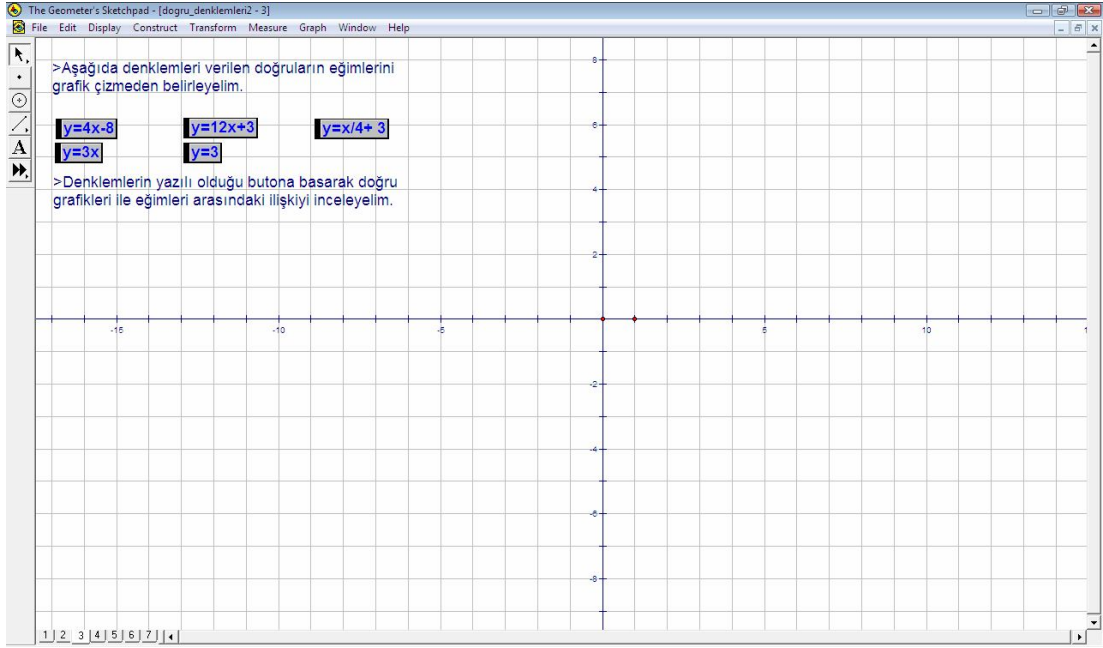 The Geometer's Sketchpad - [dogru_denklemleri2 - 3]
File Edit Display Construct Transform Measure Graph Window Help
>Aşağıda denklemleri verilen doğruların eğimlerini
grafik çizmeden belirleyelim.
y=4x-8 y=12x+3 y=x/4+ 3
y=3x y=3
>Denklemlerin yazılı olduğu butona basarak doğru
grafikleri ile eğimleri arasındaki ilişkiyi inceleyelim.
A
8
6
4
2
-15 -10 -5 5 10 1
-2
-4
-6
-8
1 2 3 4 5 6 7